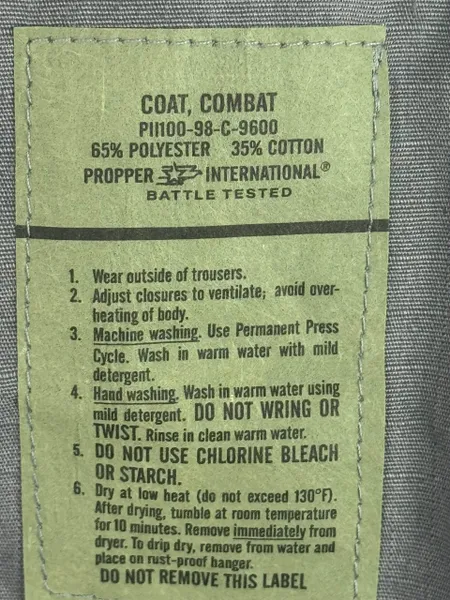 COAT, COMBAT
PII100-98-C-9600
65% POLYESTER 35% COTTON
PROPPER INTERNATIONAL®
BATTLE TESTED
1. Wear outside of trousers.
2. Adjust closures to ventilate; avoid over-
heating of body.
3. Machine washing. Use Permanent Press
Cycle. Wash in warm water with mild
detergent.
4. Hand washing. Wash in warm water using
mild detergent. DO NOT WRING OR
TWIST. Rinse in clean warm water.
5. DO NOT USE CHLORINE BLEACH
OR STARCH.
6. Dry at low heat (do not exceed 130°F).
After drying, tumble at room temperature
for 10 minutes. Remove immediately from
dryer. To drip dry, remove from water and
place on rust-proof hanger.
DO NOT REMOVE THIS LABEL